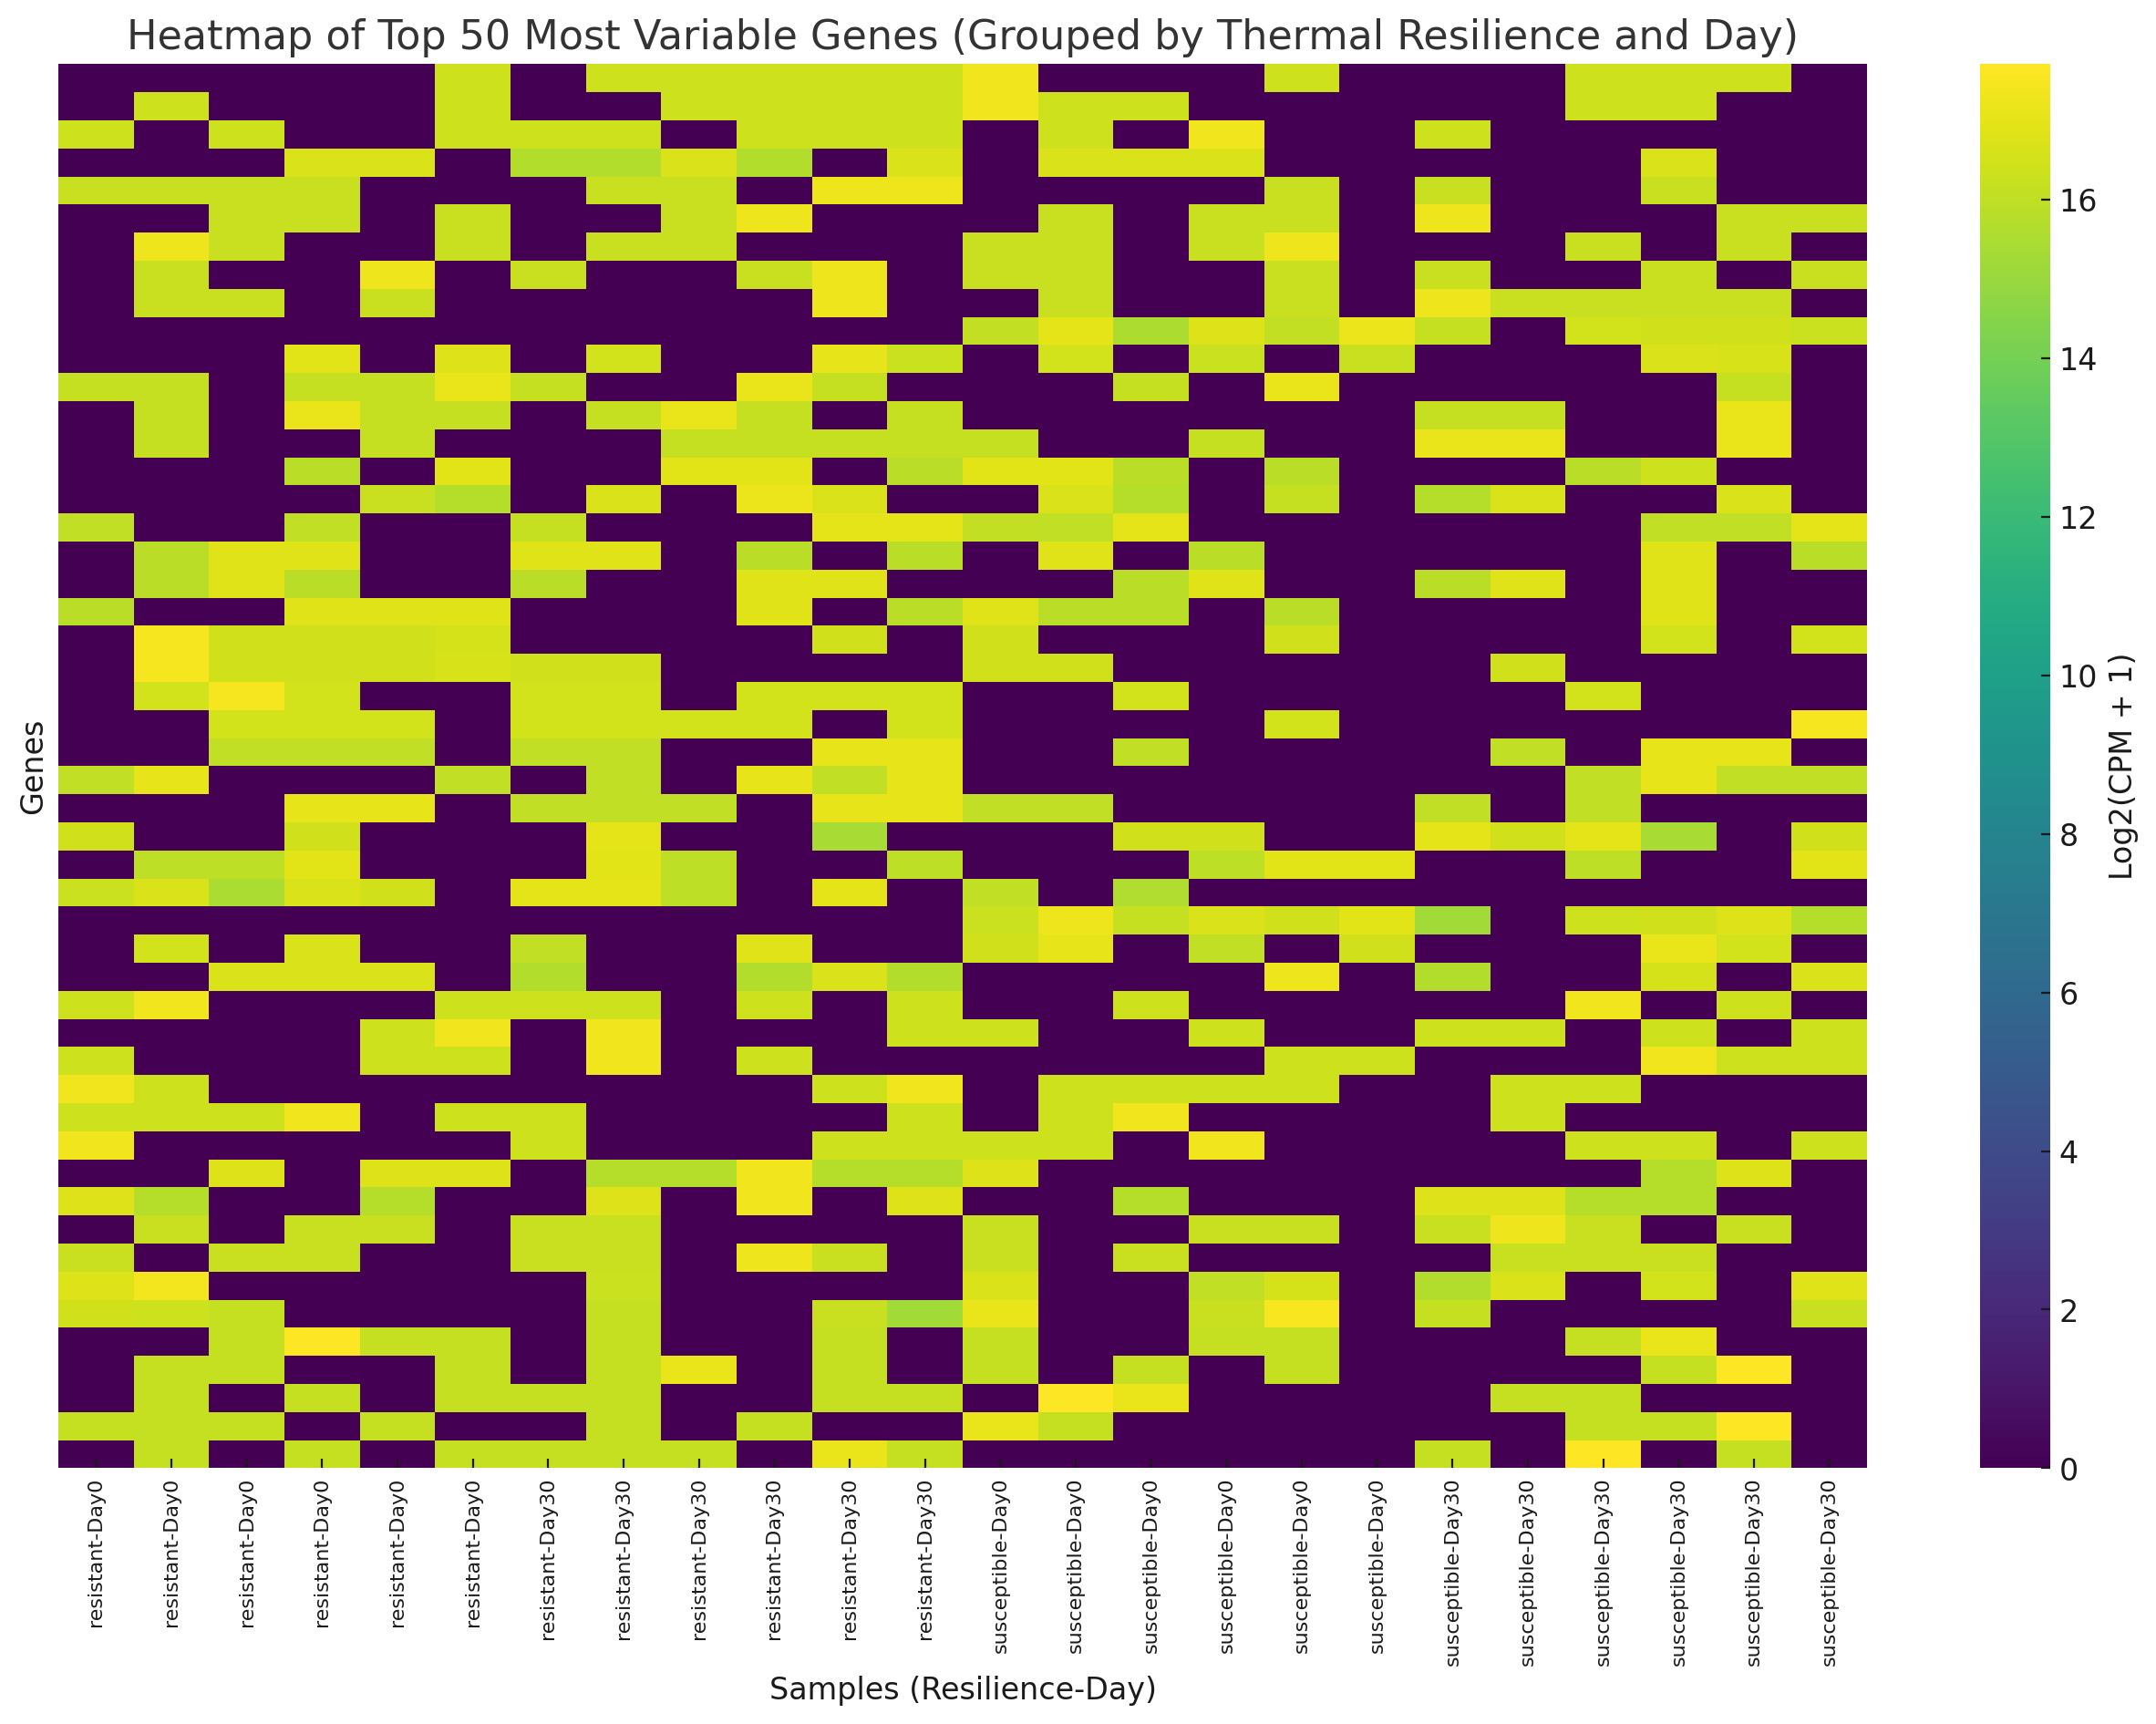 Heatmap of Top 50 Most Variable Genes (Grouped by Thermal Resilience and Day)
Genes
resistant-Day0
resistant-Day0
resistant-Day0
resistant-Day0
resistant-Day0
resistant-Day0
resistant-Day30
resistant-Day30
resistant-Day30
resistant-Day30
resistant-Day30
resistant-Day30
susceptible-Day0
susceptible-Day0
susceptible-Day0
susceptible-Day0
susceptible-Day0
susceptible-Day0
susceptible-Day30
susceptible-Day30
susceptible-Day30
susceptible-Day30
susceptible-Day30
susceptible-Day30
Samples (Resilience-Day)
16
14
12
10
8
6
4
2
0
Log2(CPM + 1)